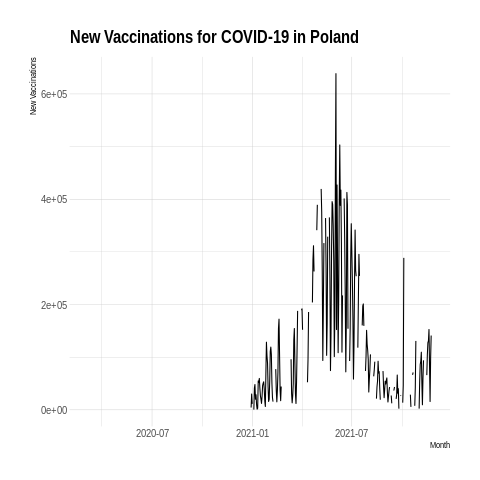 New Vaccinations for COVID-19 in Poland
New Vaccinations
6e+05
4e+05
2e+05
0e+00
2020-07
2021-01
2021-07
Month